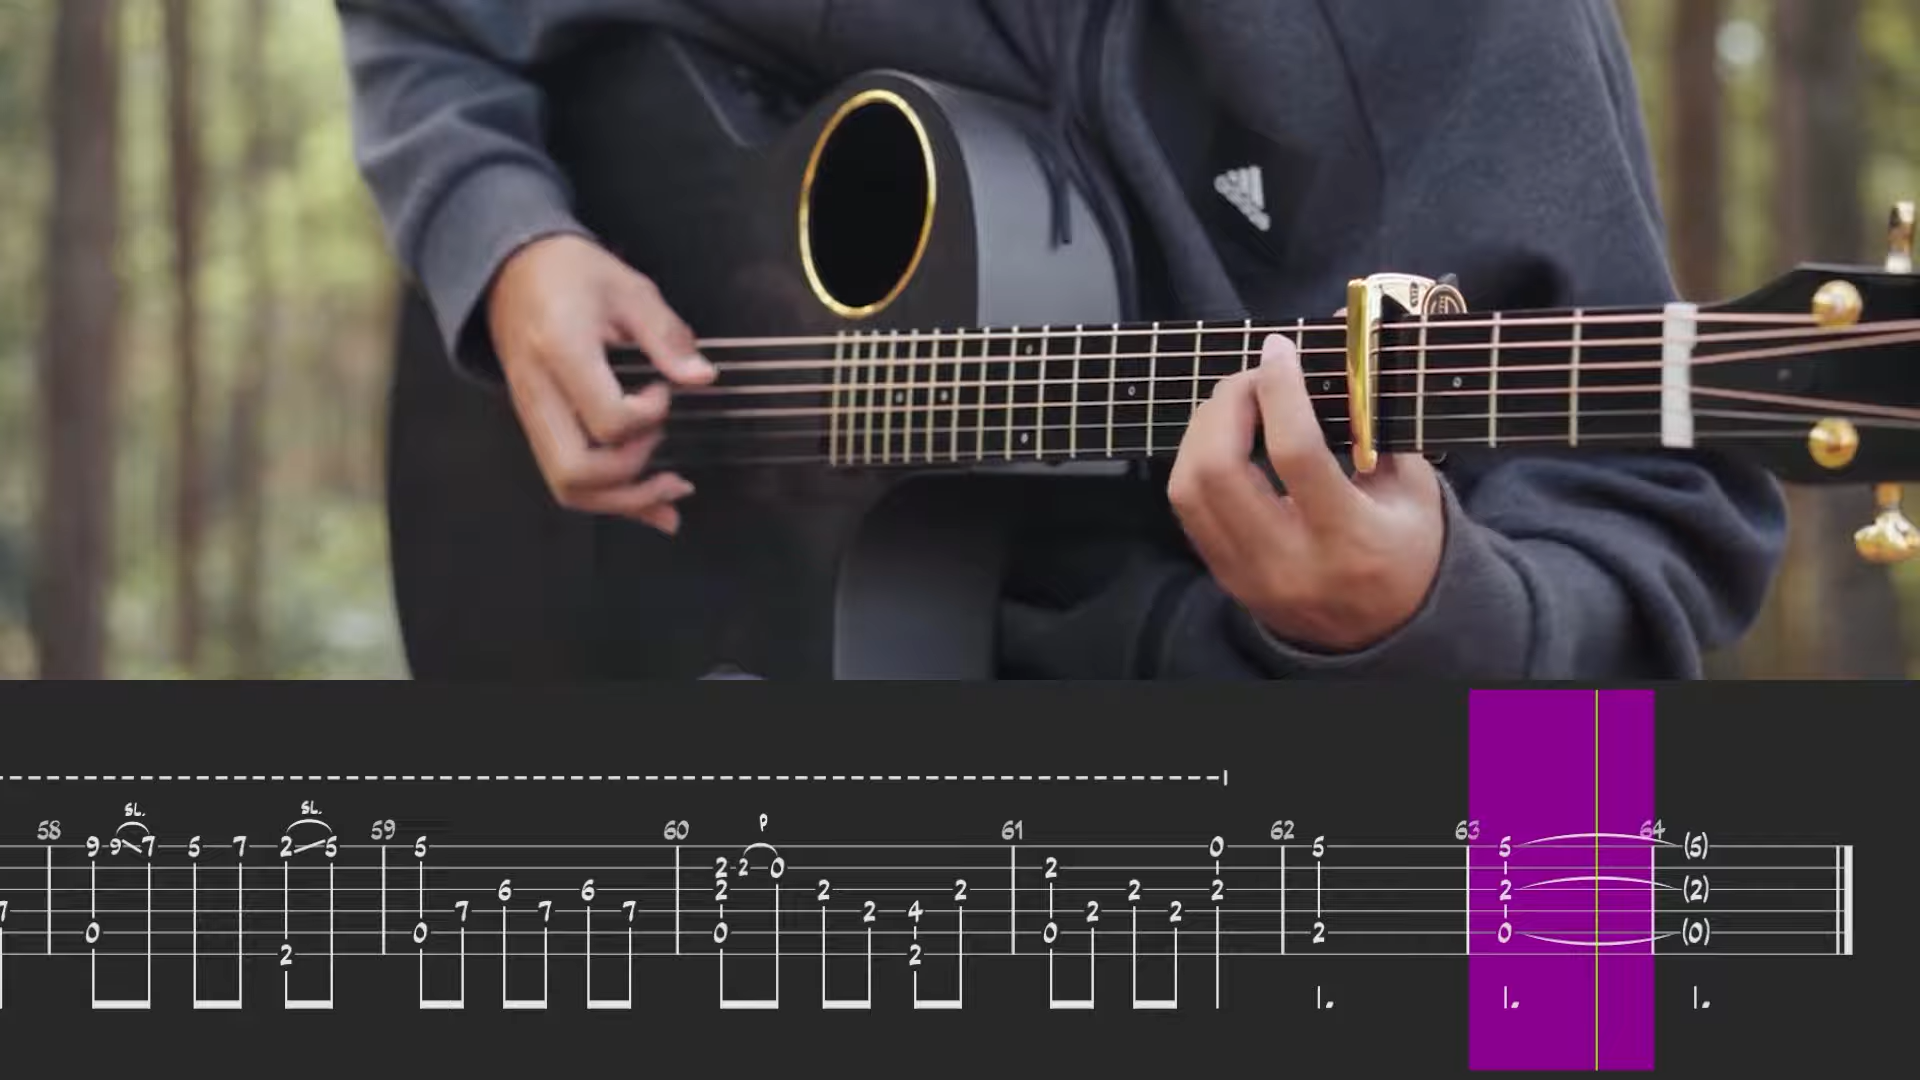 SL. SL. P
58 59 60 61 62 63 64
9 9 7 5 7 2 5 5 0 5 5 (5)
2 2 0 2
6 6 2 2 2 2 2 2 (2)
7 7 7 7 2 4 2 2
0 0 0 0 2 0 (0)
2 2